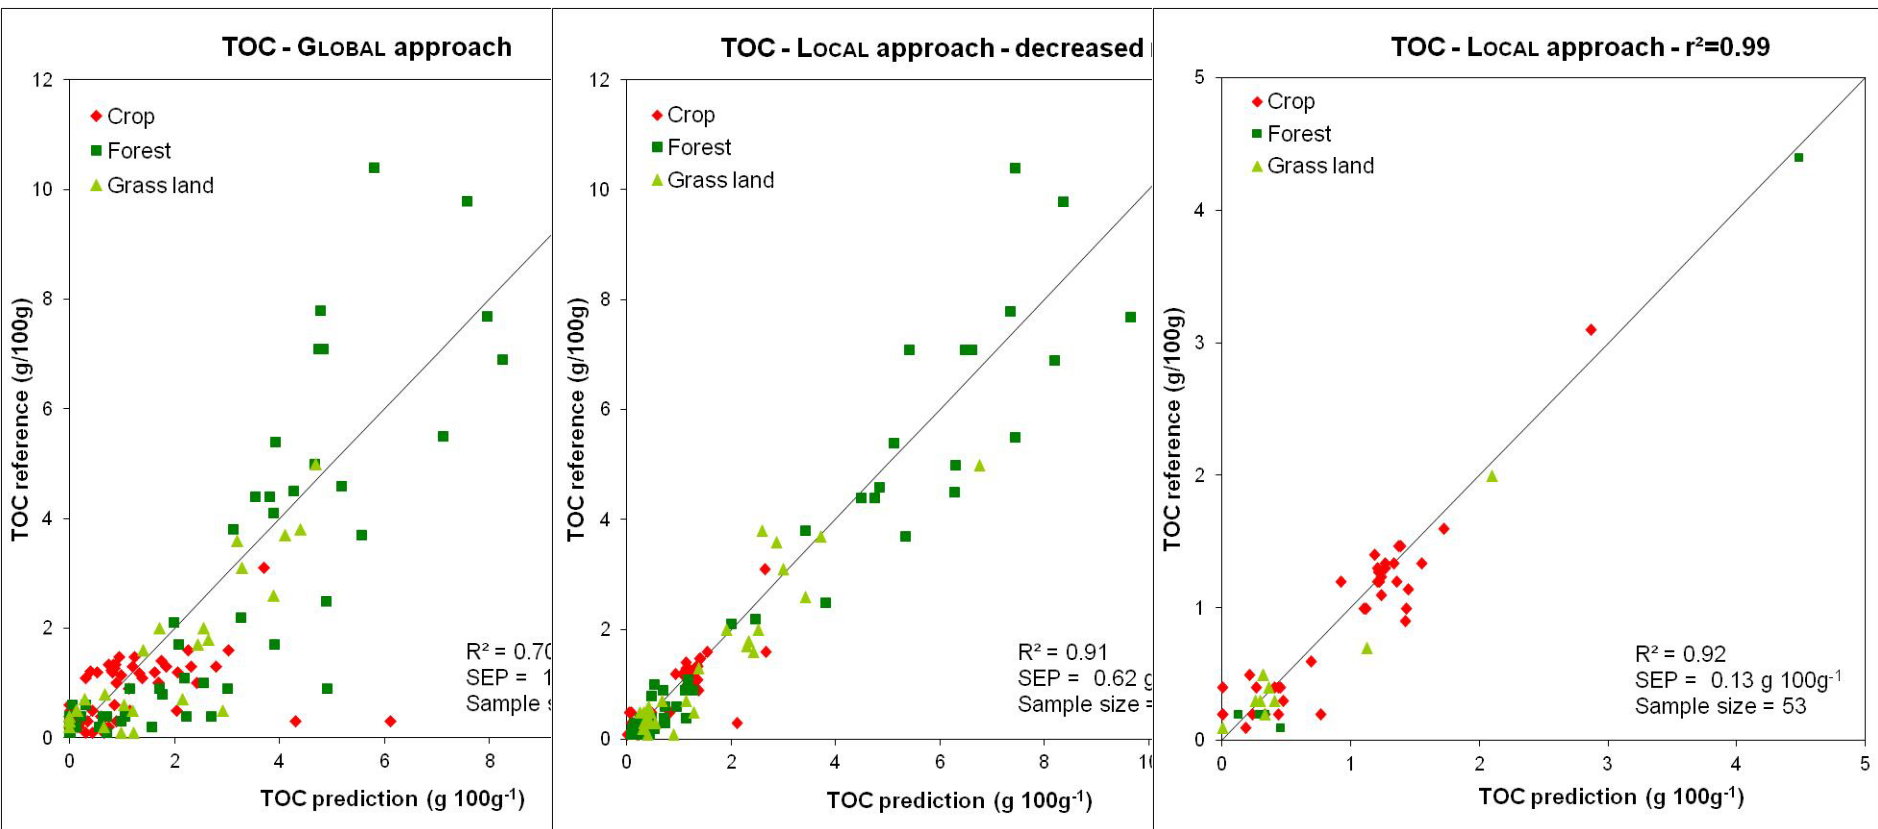 TOC - GLOBAL approach
12
Crop
Forest
Grass land
10
8
6
4
2
0
TOC reference (g/100g)
R² = 0.70
SEP = 1
Sample
0 2 4 6 8
TOC prediction (g 100g⁻¹)
TOC - LOCAL approach - decreased
12
Crop
Forest
Grass land
10
8
6
4
2
0
TOC reference (g/100g)
R² = 0.91
SEP = 0.62 g
Sample size =
0 2 4 6 8 10
TOC prediction (g 100g⁻¹)
TOC - LOCAL approach - r²=0.99
5
Crop
Forest
Grass land
4
3
2
1
0
TOC reference (g/100g)
R² = 0.92
SEP = 0.13 g 100g⁻¹
Sample size = 53
0 1 2 3 4 5
TOC prediction (g 100g⁻¹)